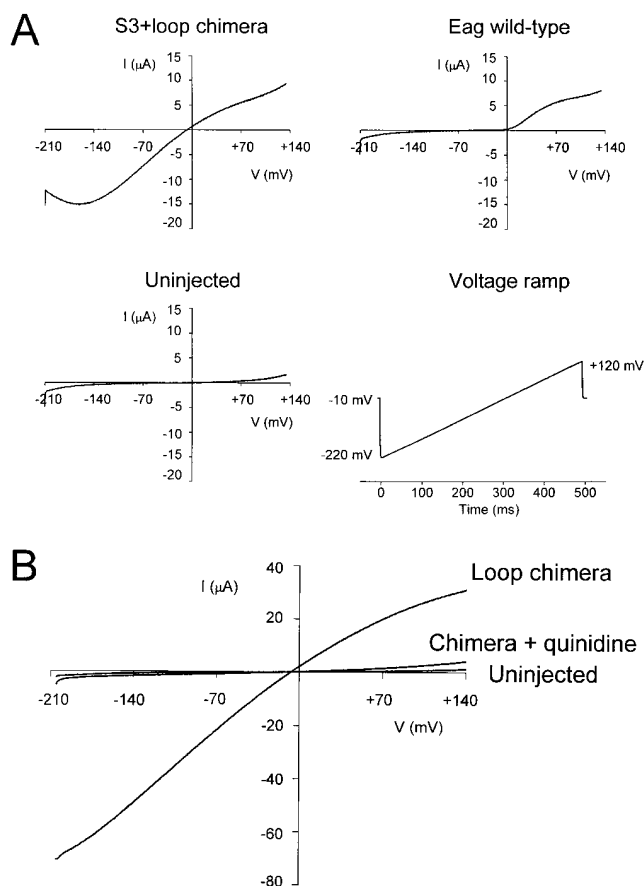 A
S3+loop chimera
I (µA)
15
10
5
-210
-140
-70
+70
+140
-5
-10
-15
-20
V (mV)
Eag wild-type
I (µA)
15
10
5
-210
-70
+70
+140
-5
-10
-15
-20
V (mV)
Uninjected
I (µA)
15
10
5
-210
-70
+70
+140
-5
-10
-15
-20
V (mV)
Voltage ramp
+120 mV
-10 mV
-220 mV
0 100 200 300 400 500
Time (ms)
B
I (µA)
40
20
-210
-140
-70
+70
+140
-20
-40
-60
-80
V (mV)
Loop chimera
Chimera + quinidine
Uninjected